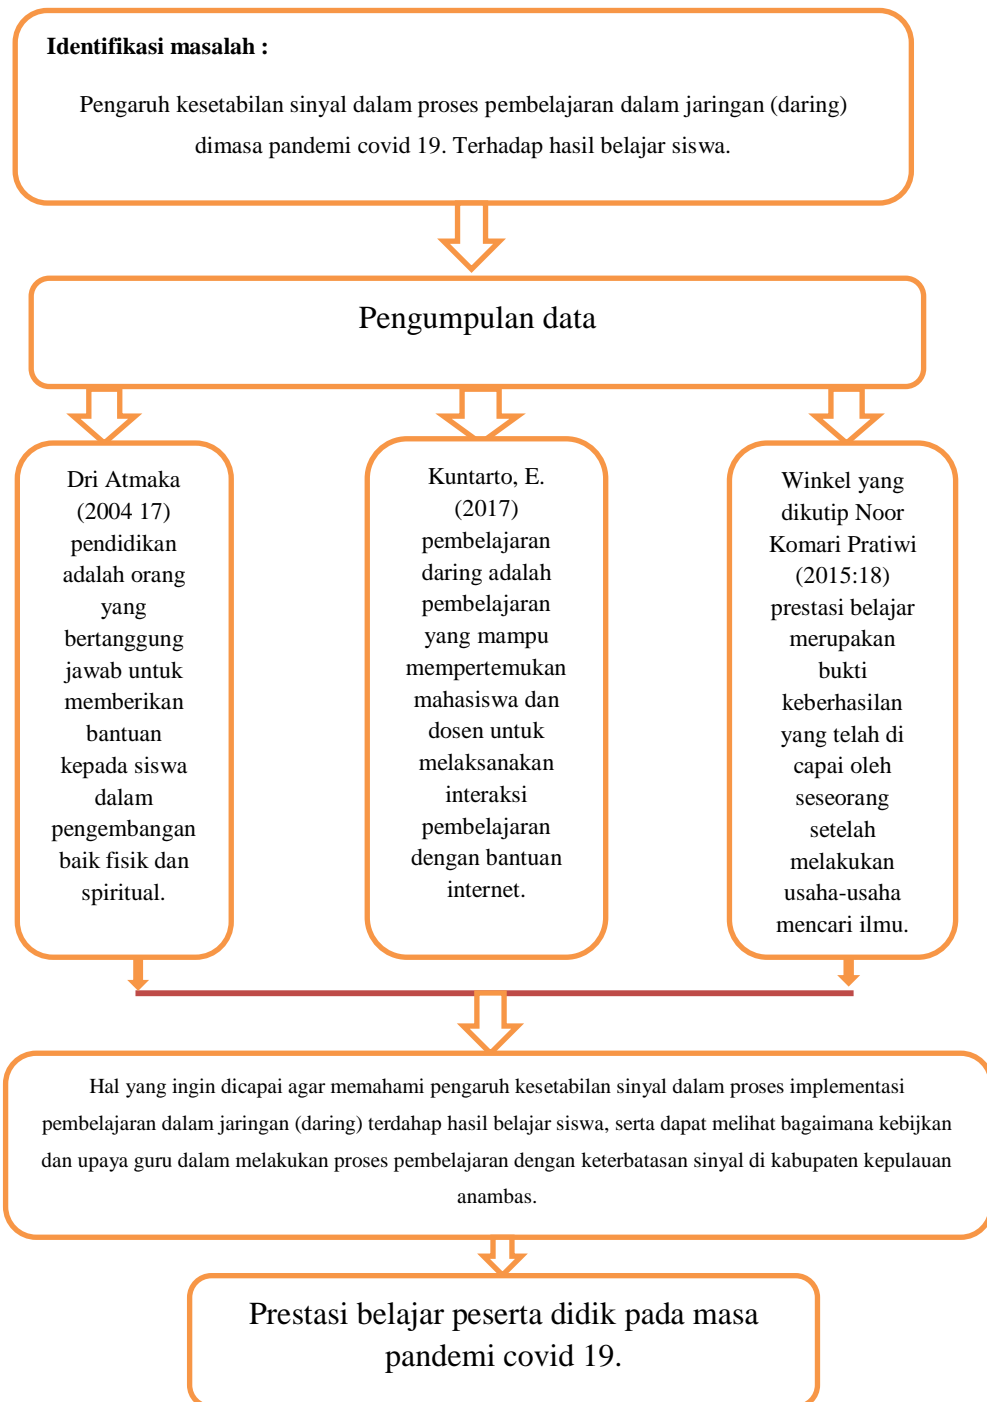 Identifikasi masalah :
Pengaruh kesetabilan sinyal dalam proses pembelajaran dalam jaringan (daring)
dimasa pandemi covid 19. Terhadap hasil belajar siswa.
Pengumpulan data
Dri Atmaka
(2004 17)
pendidikan
adalah orang
yang
bertanggung
jawab untuk
memberikan
bantuan
kepada siswa
dalam
pengembangan
baik fisik dan
spiritual.
Kuntarto, E.
(2017)
pembelajaran
daring adalah
pembelajaran
yang mampu
mempertemukan
mahasiswa dan
dosen untuk
melaksanakan
interaksi
pembelajaran
dengan bantuan
internet.
Winkel yang
dikutip Noor
Komari Pratiwi
(2015:18)
prestasi belajar
merupakan
bukti
keberhasilan
yang telah di
capai oleh
seseorang
setelah
melakukan
usaha-usaha
mencari ilmu.
Hal yang ingin dicapai agar memahami pengaruh kesetabilan sinyal dalam proses implementasi
pembelajaran dalam jaringan (daring) terdahap hasil belajar siswa, serta dapat melihat bagaimana kebijkan
dan upaya guru dalam melakukan proses pembelajaran dengan keterbatasan sinyal di kabupaten kepulauan
anambas.
Prestasi belajar peserta didik pada masa
pandemi covid 19.